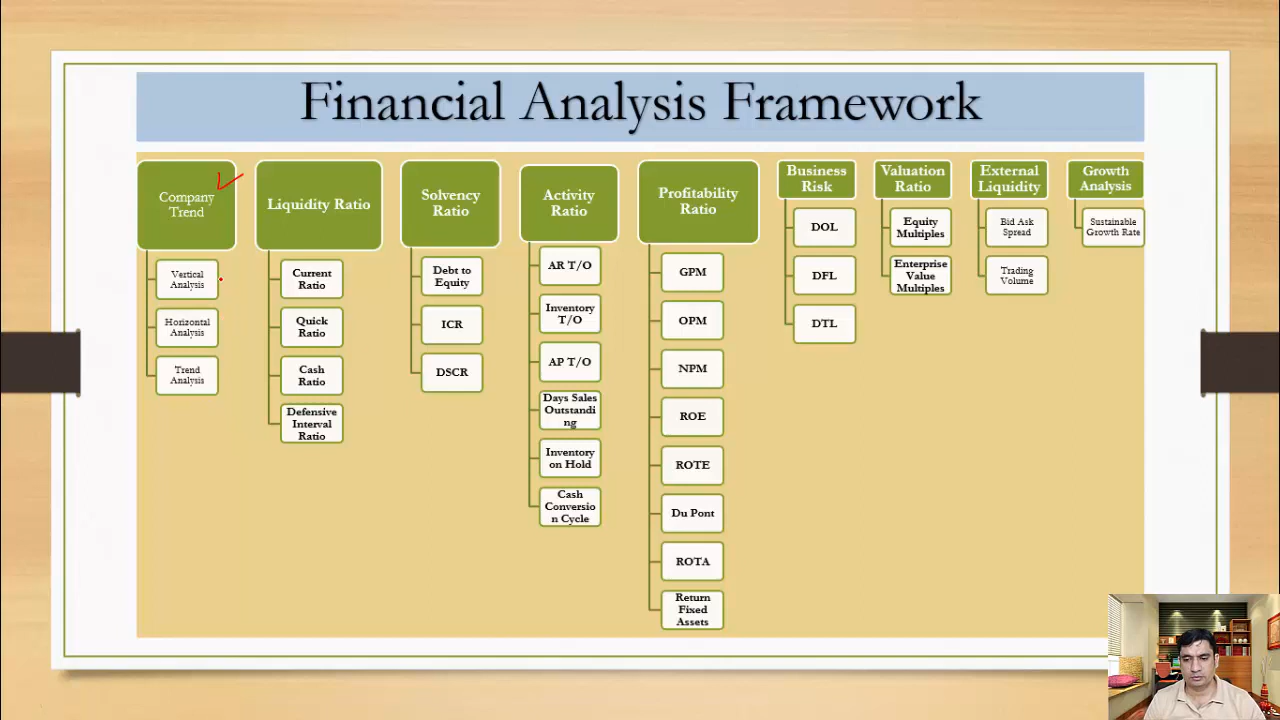 Financial Analysis Framework
Company
Trend
Vertical
Analysis
Horizontal
Analysis
Trend
Analysis
Liquidity Ratio
Current
Ratio
Quick
Ratio
Cash
Ratio
Defensive
Interval
Ratio
Solvency
Ratio
Debt to
Equity
ICR
DSCR
Activity
Ratio
AR T/O
Inventory
T/O
AP T/O
Days Sales
Outstandi
ng
Inventory
on Hold
Cash
Conversio
n Cycle
Profitability
Ratio
GPM
OPM
NPM
ROE
ROTE
Du Pont
ROTA
Return
Fixed
Assets
Business
Risk
DOL
DFL
DTL
Valuation
Ratio
Equity
Multiples
Enterprise
Value
Multiples
External
Liquidity
Bid Ask
Spread
Trading
Volume
Growth
Analysis
Sustainable
Growth Rate